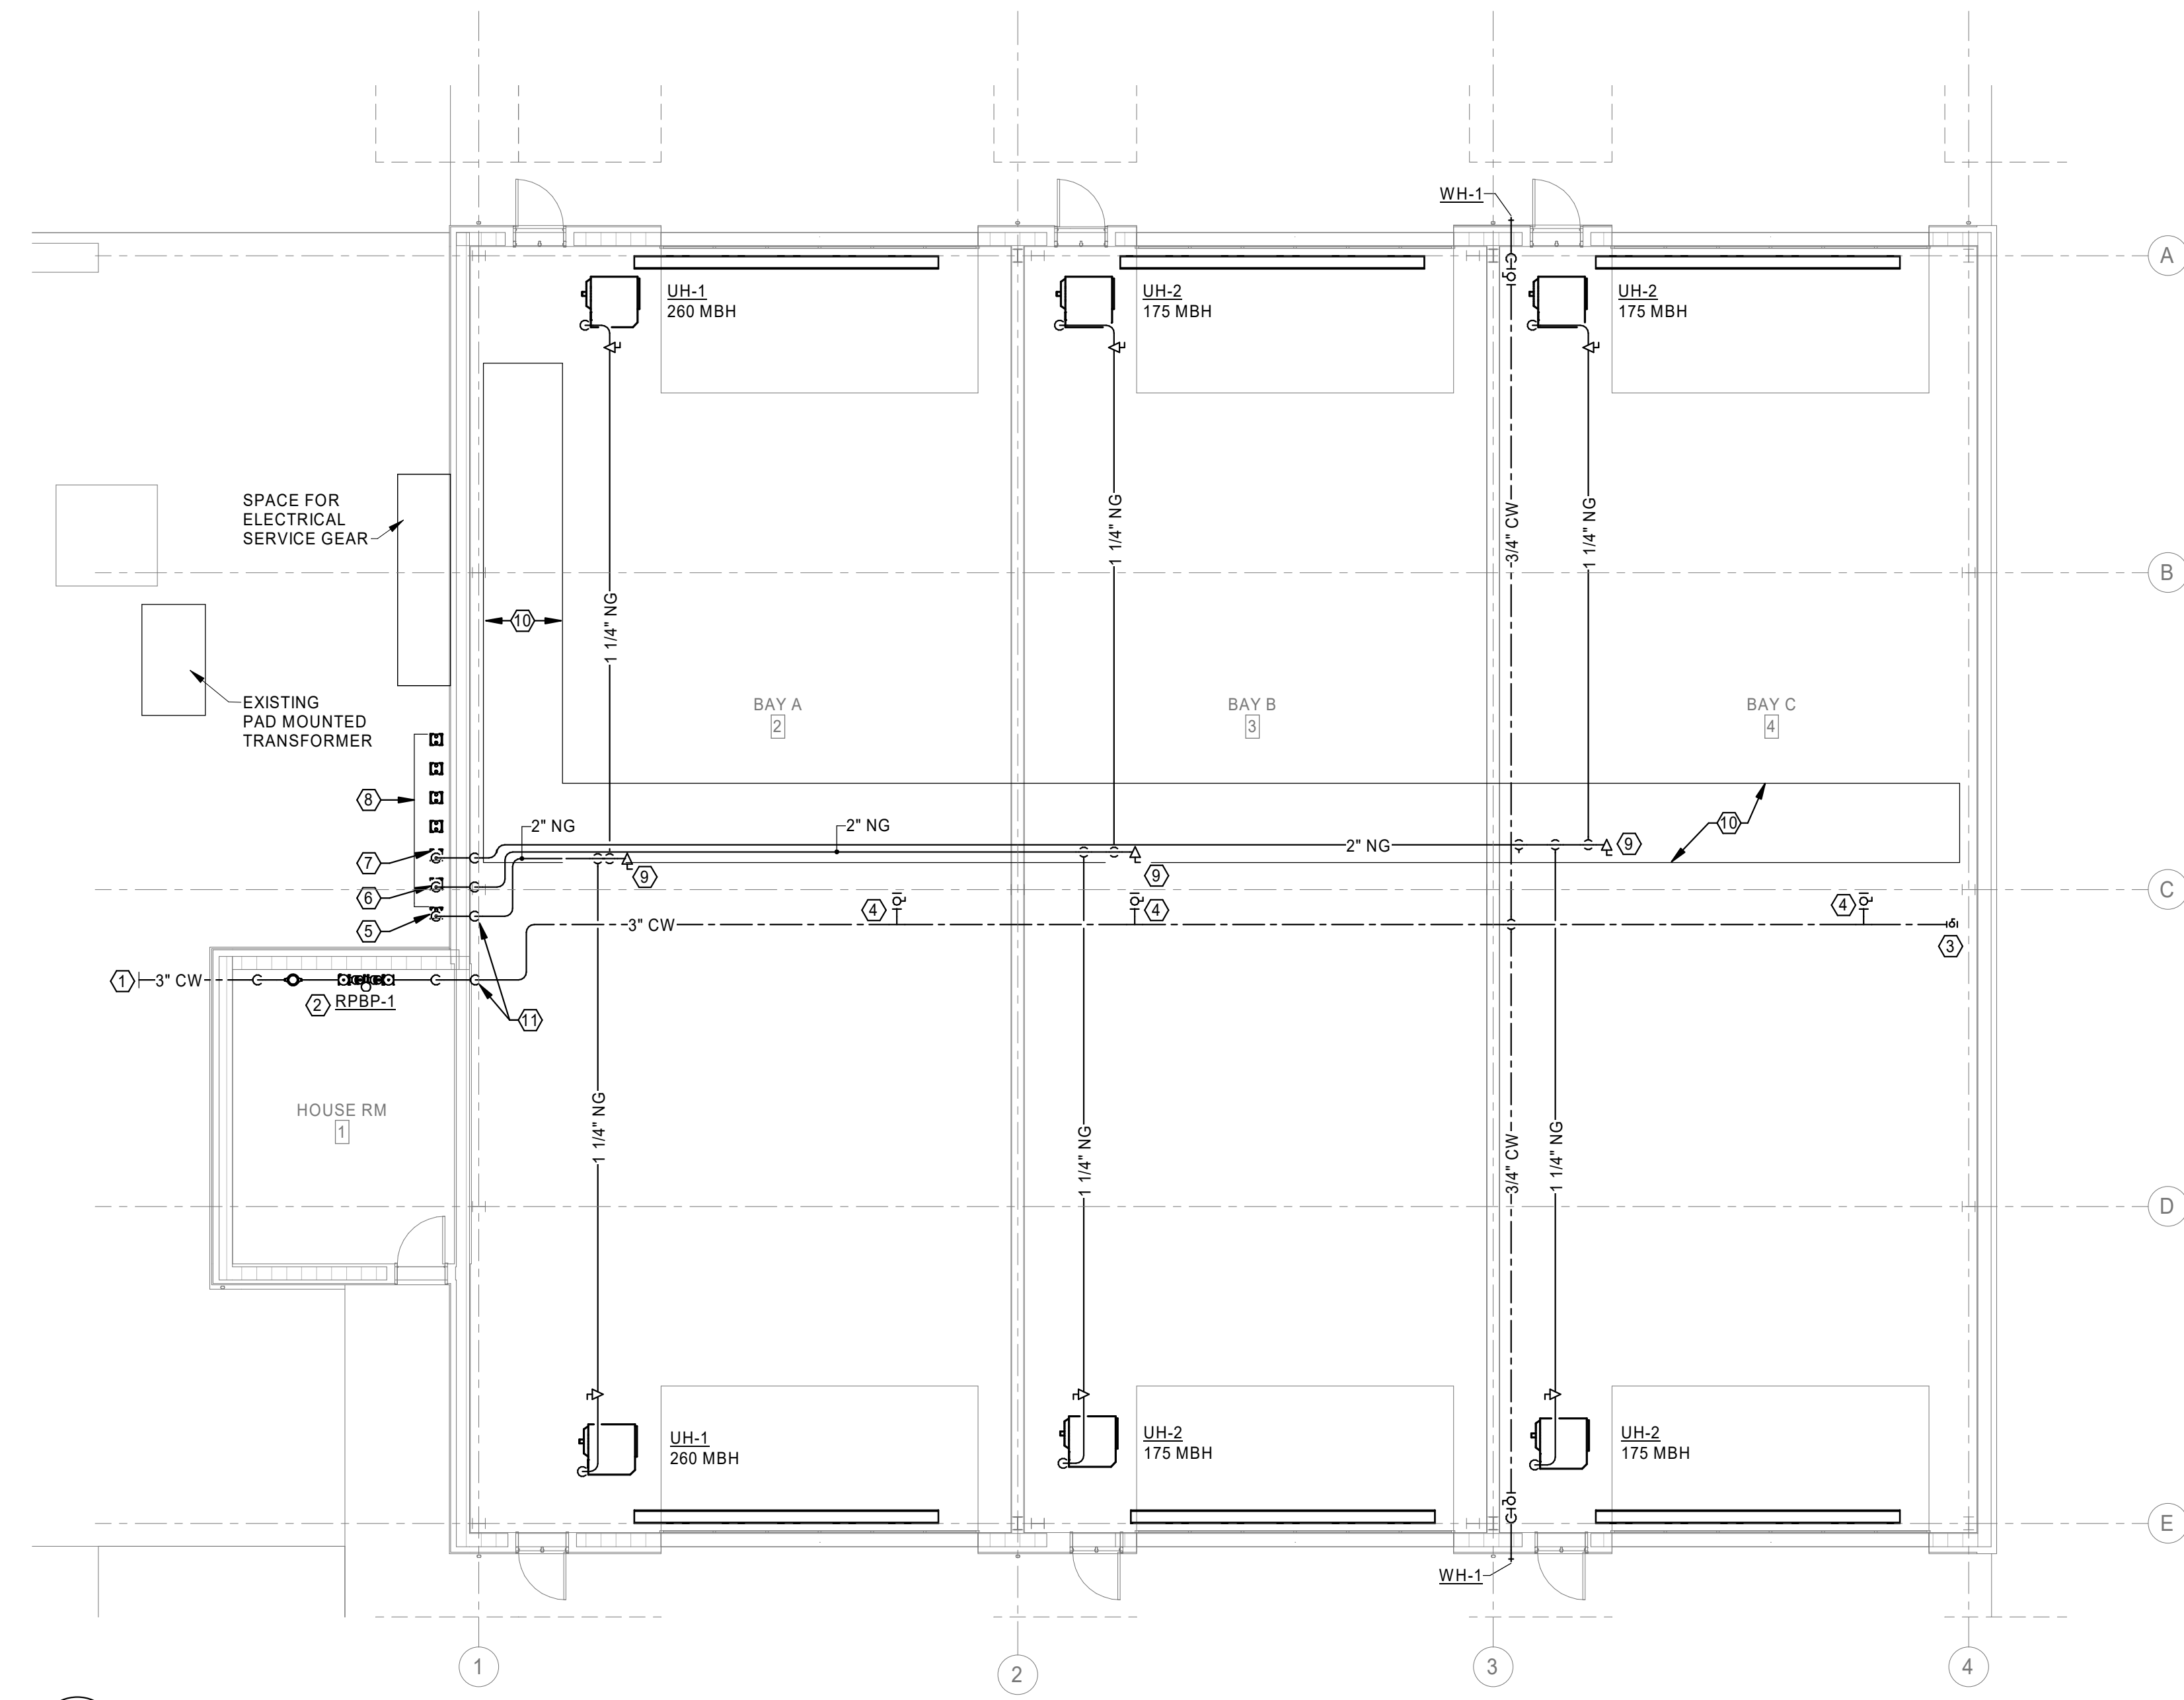 WH-1
A
UH-1
260 MBH
UH-2
175 MBH
UH-2
175 MBH
SPACE FOR
ELECTRICAL
SERVICE GEAR
1 1/4" NG
1 1/4" NG
3/4" CW
1 1/4" NG
B
10
EXISTING
PAD MOUNTED
TRANSFORMER
BAY A
2
BAY B
3
BAY C
4
8
2" NG
2" NG
2" NG
10
7
9
9
9
6
C
5
4
4
4
3" CW
3
1
3" CW
2
RPBP-1
11
HOUSE RM
1
1 1/4" NG
1 1/4" NG
3/4" CW
1 1/4" NG
D
UH-1
260 MBH
UH-2
175 MBH
UH-2
175 MBH
E
WH-1
1
2
3
4